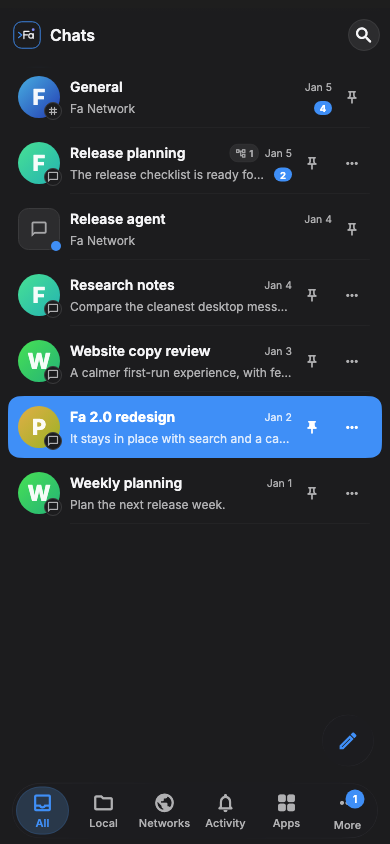 Fa
Chats
F
General
Jan 5
Fa Network
4
F
Release planning
1
Jan 5
The release checklist is ready fo...
2
Release agent
Jan 4
Fa Network
F
Research notes
Jan 4
Compare the cleanest desktop mess...
W
Website copy review
Jan 3
A calmer first-run experience, with fe...
P
Fa 2.0 redesign
Jan 2
It stays in place with search and a ca...
W
Weekly planning
Jan 1
Plan the next release week.
1
All
Local
Networks
Activity
Apps
More